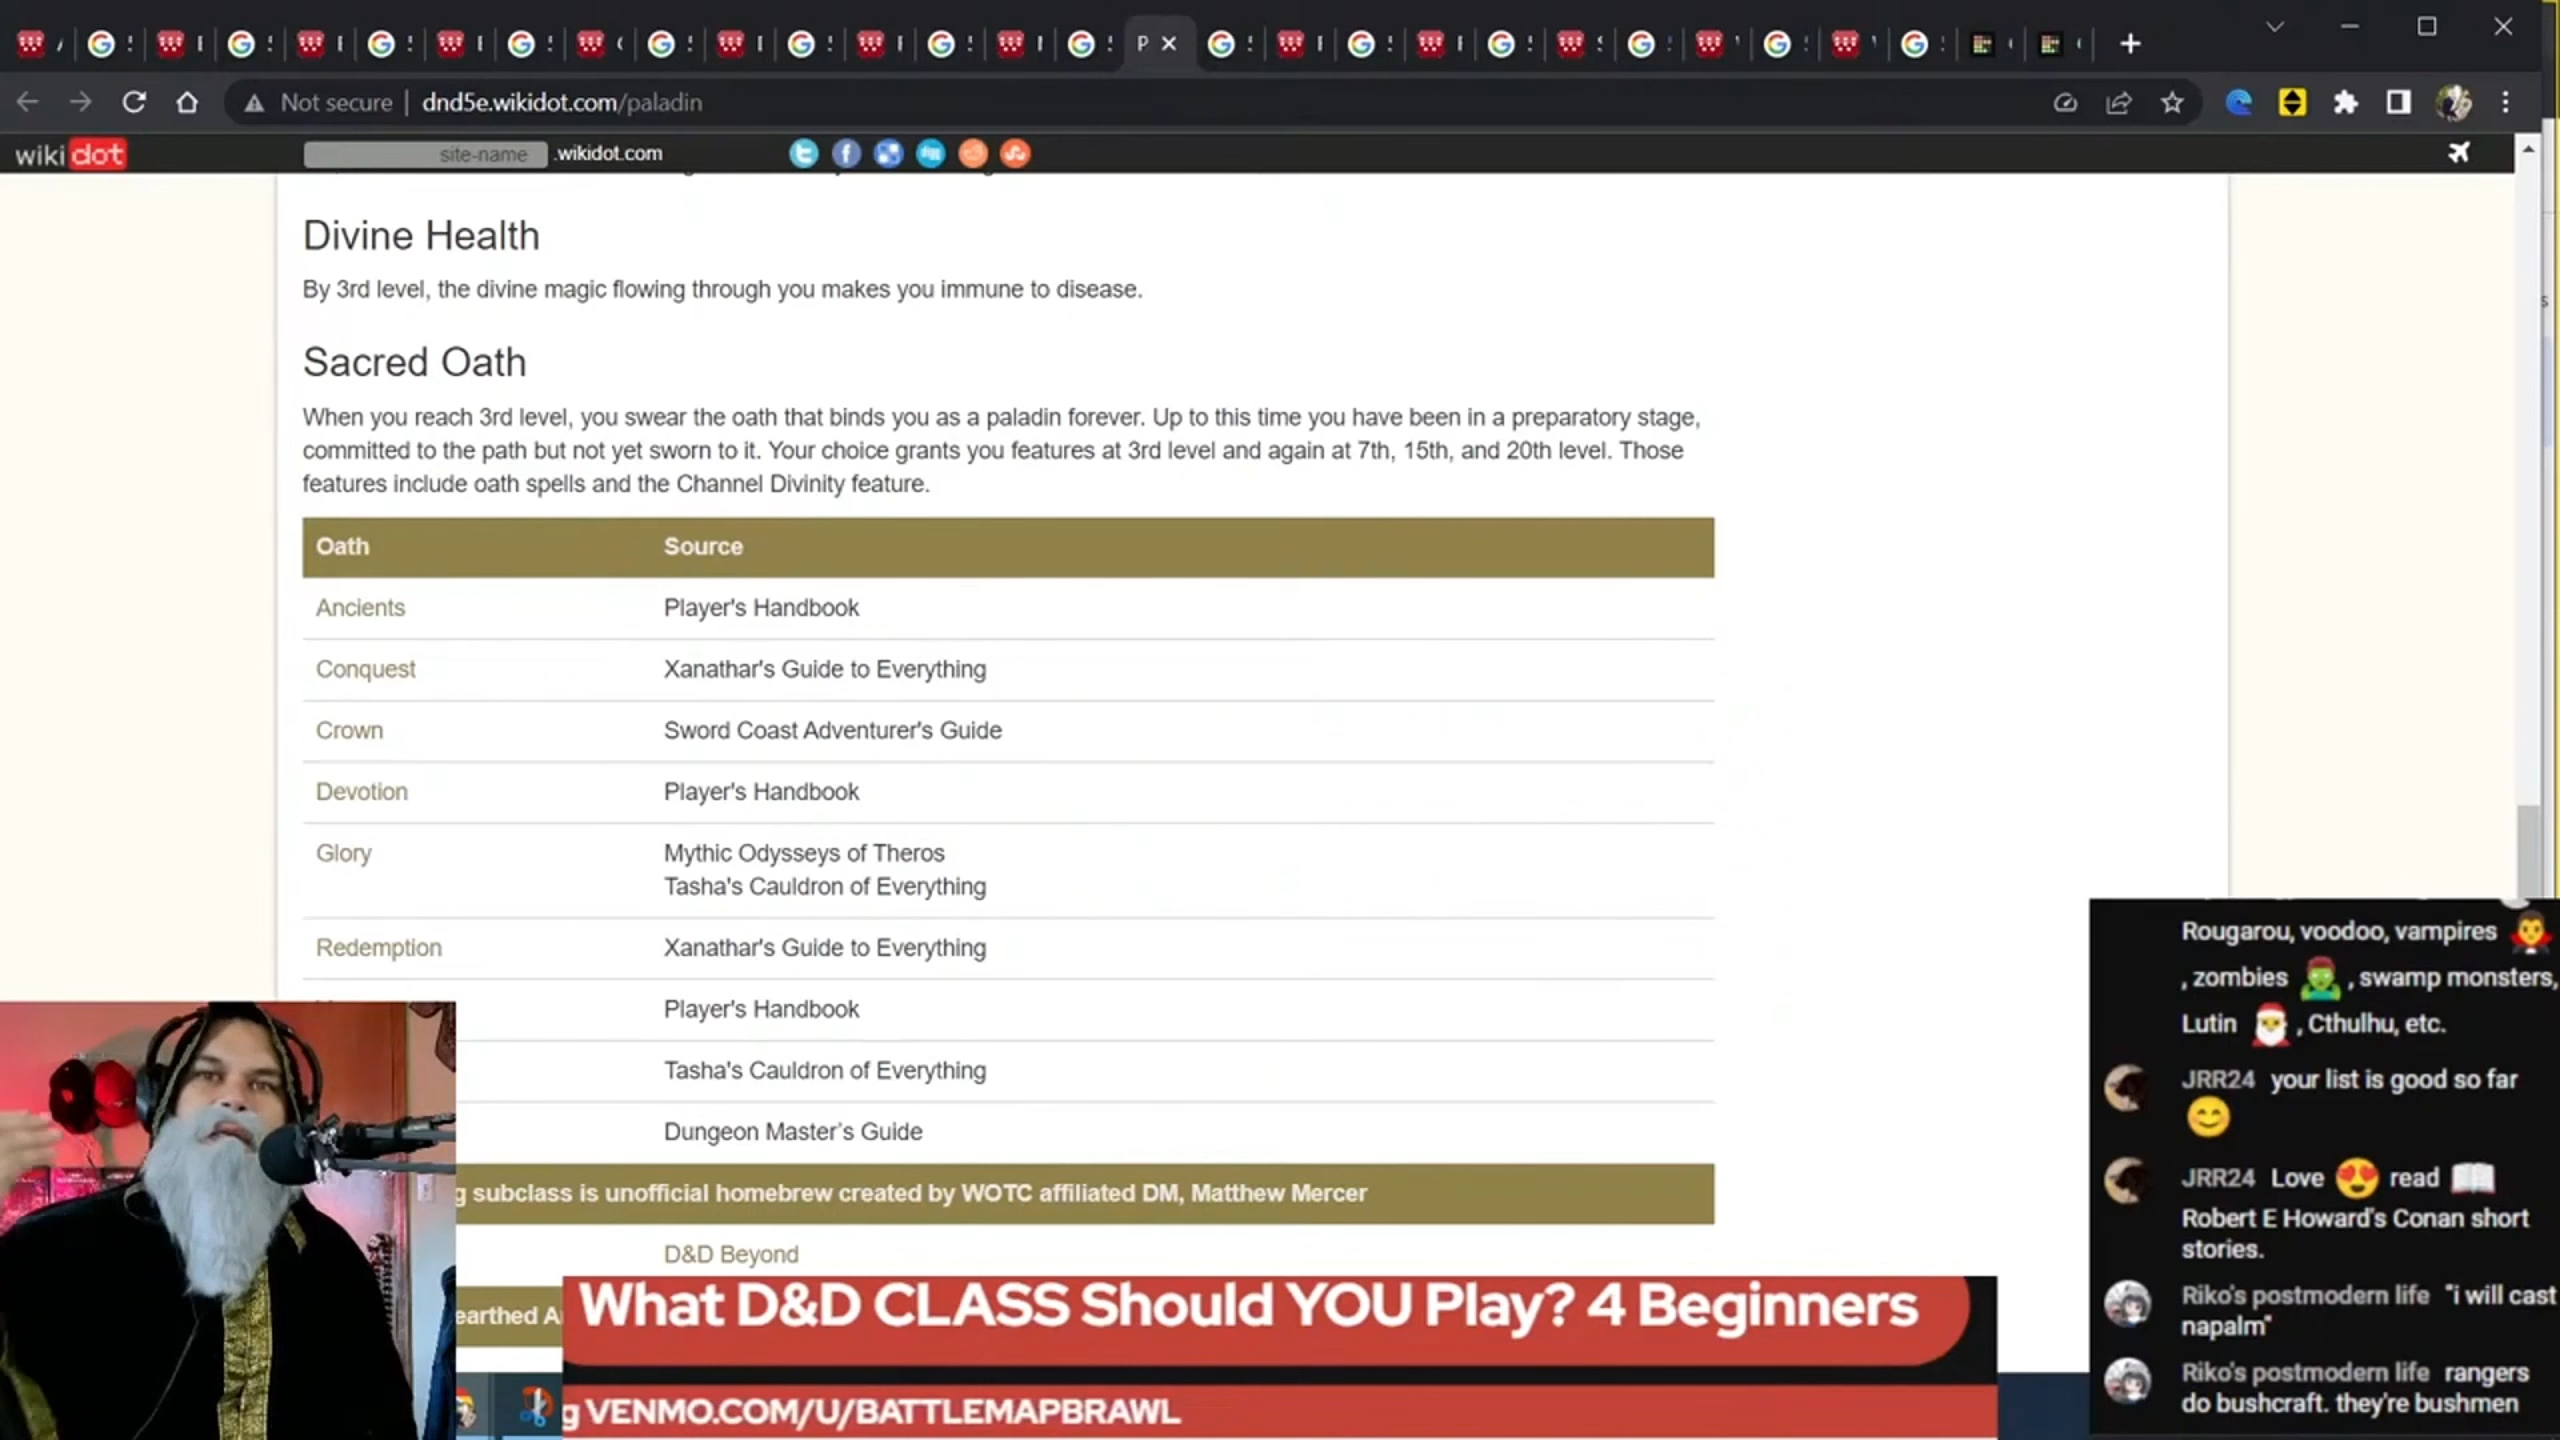 Not secure
dnd5e.wikidot.com/paladin
wikidot
site-name .wikidot.com
Divine Health
By 3rd level, the divine magic flowing through you makes you immune to disease.
Sacred Oath
When you reach 3rd level, you swear the oath that binds you as a paladin forever. Up to this time you have been in a preparatory stage,
committed to the path but not yet sworn to it. Your choice grants you features at 3rd level and again at 7th, 15th, and 20th level. Those
features include oath spells and the Channel Divinity feature.
Oath Source
Ancients Player's Handbook
Conquest Xanathar's Guide to Everything
Crown Sword Coast Adventurer's Guide
Devotion Player's Handbook
Glory Mythic Odysseys of Theros
Tasha's Cauldron of Everything
Redemption Xanathar's Guide to Everything
Player's Handbook
Tasha's Cauldron of Everything
Dungeon Master's Guide
g subclass is unofficial homebrew created by WOTC affiliated DM, Matthew Mercer
D&D Beyond
earthed A
What D&D CLASS Should YOU Play? 4 Beginners
g VENMO.COM/U/BATTLEMAPBRAWL
Rougarou, voodoo, vampires
, zombies , swamp monsters,
Lutin , Cthulhu, etc.
JRR24 your list is good so far
JRR24 Love read
Robert E Howard's Conan short
stories.
Riko's postmodern life "i will cast
napalm"
Riko's postmodern life rangers
do bushcraft. they're bushmen